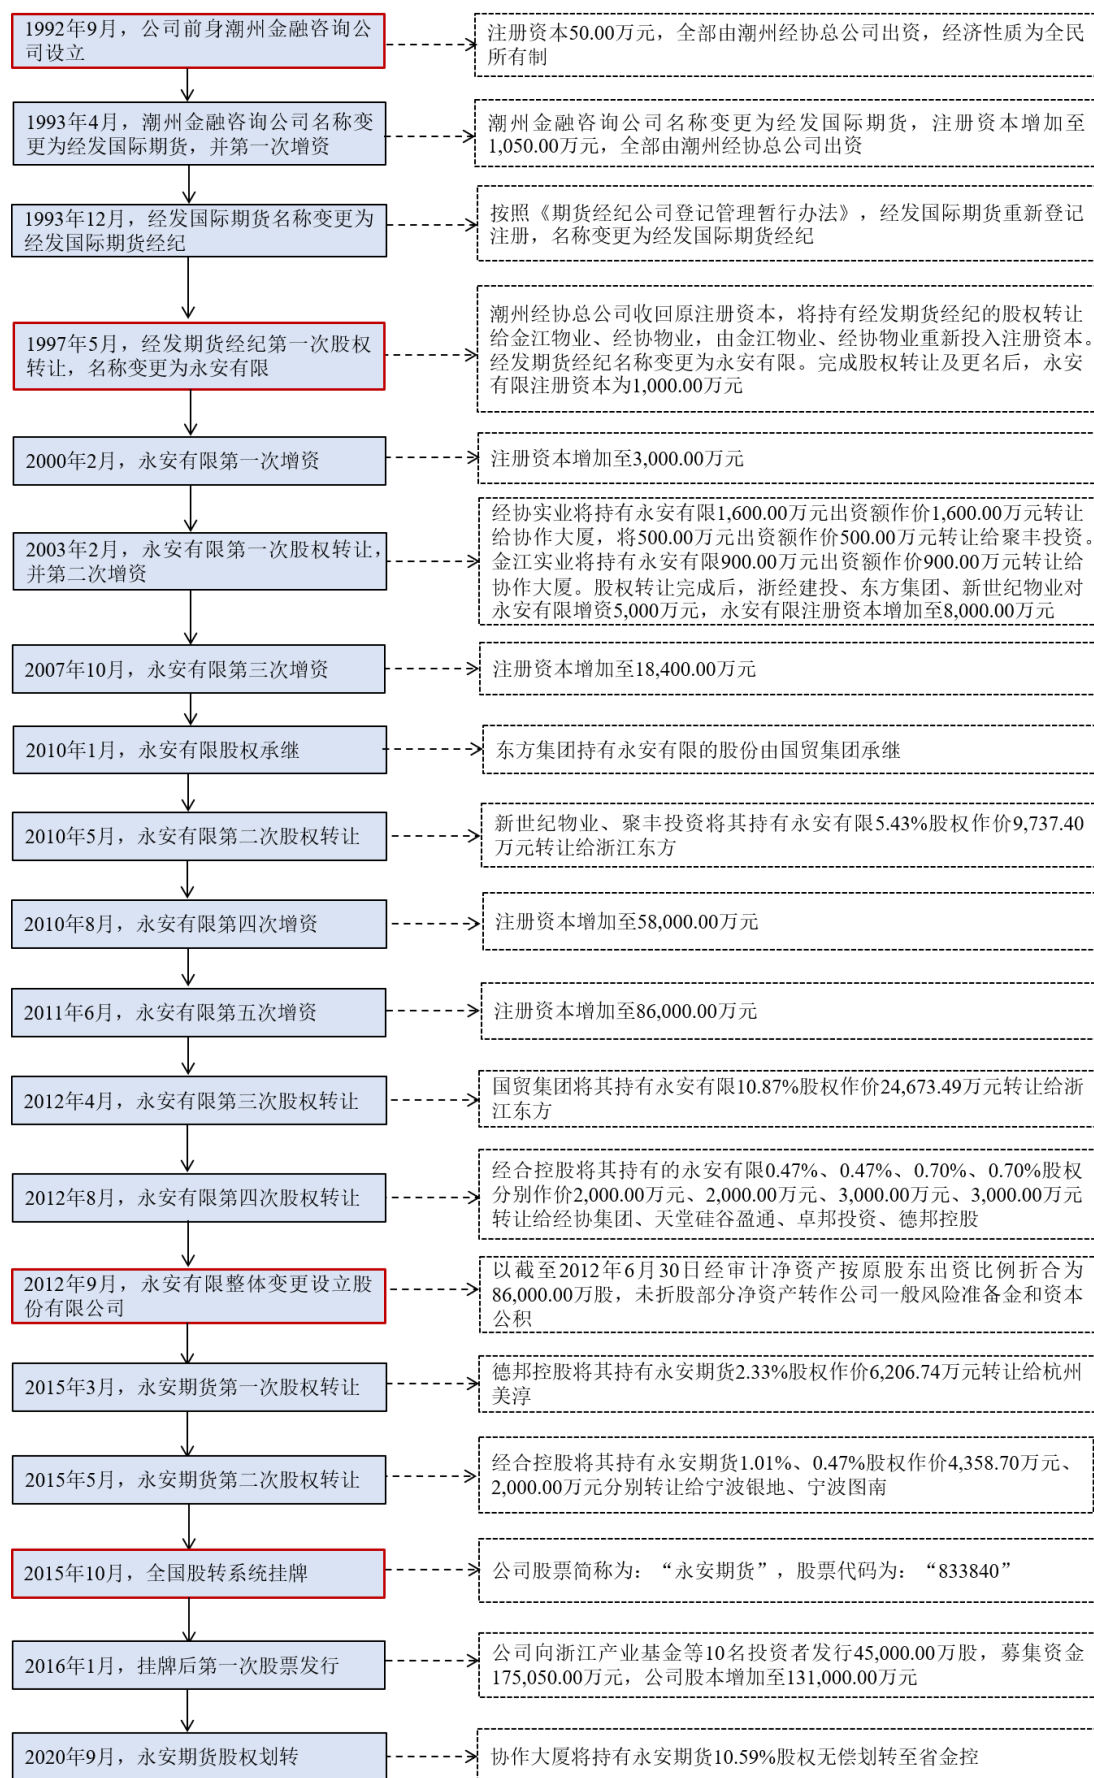 1992年9月，公司前身潮州金融咨询公
司设立
注册资本50.00万元，全部由潮州经协总公司出资，经济性质为全民
所有制
1993年4月，潮州金融咨询公司名称变
更为经发国际期货，并第一次增资
潮州金融咨询公司名称变更为经发国际期货，注册资本增加至
1,050.00万元，全部由潮州经协总公司出资
1993年12月，经发国际期货名称变更为
经发国际期货经纪
按照《期货经纪公司登记管理暂行办法》，经发国际期货重新登记
注册，名称变更为经发国际期货经纪
1997年5月，经发期货经纪第一次股权
转让，名称变更为永安有限
潮州经协总公司收回原注册资本，将持有经发期货经纪的股权转让
给金江物业、经协物业，由金江物业、经协物业重新投入注册资本。
经发期货经纪名称变更为永安有限。完成股权转让及更名后，永安
有限注册资本为1,000.00万元
2000年2月，永安有限第一次增资
注册资本增加至3,000.00万元
2003年2月，永安有限第一次股权转让，
并第二次增资
经协实业将持有永安有限1,600.00万元出资额作价1,600.00万元转让
给协作大厦，将500.00万元出资额作价500.00万元转让给聚丰投资。
金江实业将持有永安有限900.00万元出资额作价900.00万元转让给
协作大厦。股权转让完成后，浙经建投、东方集团、新世纪物业对
永安有限增资5,000万元，永安有限注册资本增加至8,000.00万元
2007年10月，永安有限第三次增资
注册资本增加至18,400.00万元
2010年1月，永安有限股权承继
东方集团持有永安有限的股份由国贸集团承继
2010年5月，永安有限第二次股权转让
新世纪物业、聚丰投资将其持有永安有限5.43%股权作价9,737.40
万元转让给浙江东方
2010年8月，永安有限第四次增资
注册资本增加至58,000.00万元
2011年6月，永安有限第五次增资
注册资本增加至86,000.00万元
2012年4月，永安有限第三次股权转让
国贸集团将其持有永安有限10.87%股权作价24,673.49万元转让给浙
江东方
2012年8月，永安有限第四次股权转让
经合控股将其持有的永安有限0.47%、0.47%、0.70%、0.70%股权
分别作价2,000.00万元、2,000.00万元、3,000.00万元、3,000.00万元
转让给经协集团、天堂硅谷盈通、卓邦投资、德邦控股
2012年9月，永安有限整体变更设立股
份有限公司
以截至2012年6月30日经审计净资产按原股东出资比例折合为
86,000.00万股，未折股部分净资产转作公司一般风险准备金和资本
公积
2015年3月，永安期货第一次股权转让
德邦控股将其持有永安期货2.33%股权作价6,206.74万元转让给杭州
美淳
2015年5月，永安期货第二次股权转让
经合控股将其持有永安期货1.01%、0.47%股权作价4,358.70万元、
2,000.00万元分别转让给宁波银地、宁波图南
2015年10月，全国股转系统挂牌
公司股票简称为：“永安期货”，股票代码为：“833840”
2016年1月，挂牌后第一次股票发行
公司向浙江产业基金等10名投资者发行45,000.00万股，募集资金
175,050.00万元，公司股本增加至131,000.00万元
2020年9月，永安期货股权划转
协作大厦将持有永安期货10.59%股权无偿划转至省金控